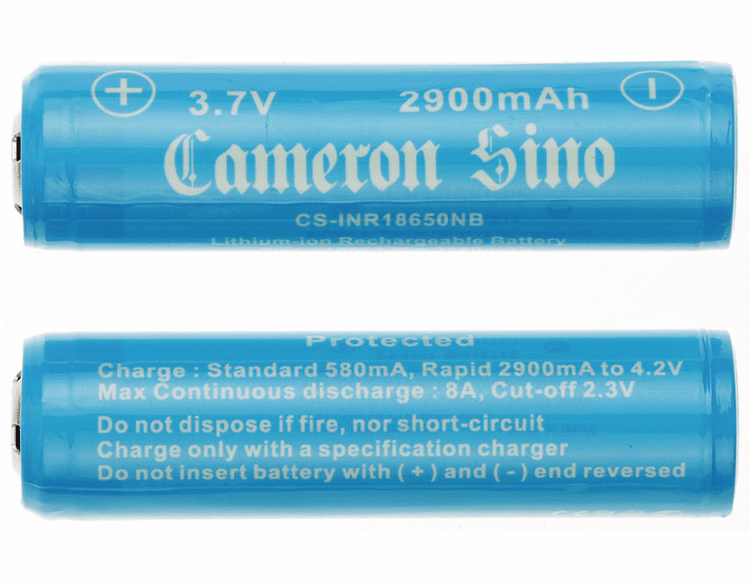 + -
3.7V 2900mAh
Cameron Sino
CS-INR18650NB
Lithium-ion Rechargeable Battery
Protected
Charge : Standard 580mA, Rapid 2900mA to 4.2V
Max Continuous discharge : 8A, Cut-off 2.3V
Do not dispose if fire, nor short-circuit
Charge only with a specification charger
Do not insert battery with ( + ) and ( - ) end reversed